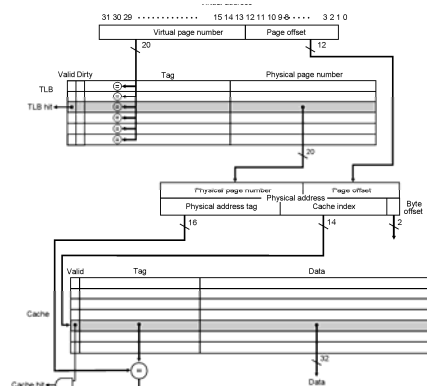 31 30 29 ·················· 15 14 13 12 11 10 9 8 ······ 3 2 1 0
Virtual page number Page offset
20 12
Valid Dirty Tag Physical page number
TLB
TLB hit
=
=
=
=
=
=
20
Physical page number Page offset
Physical address
Physical address tag Cache index
Byte
offset
16 14 2
Valid Tag Data
Cache
32
=
Data
Cache hit